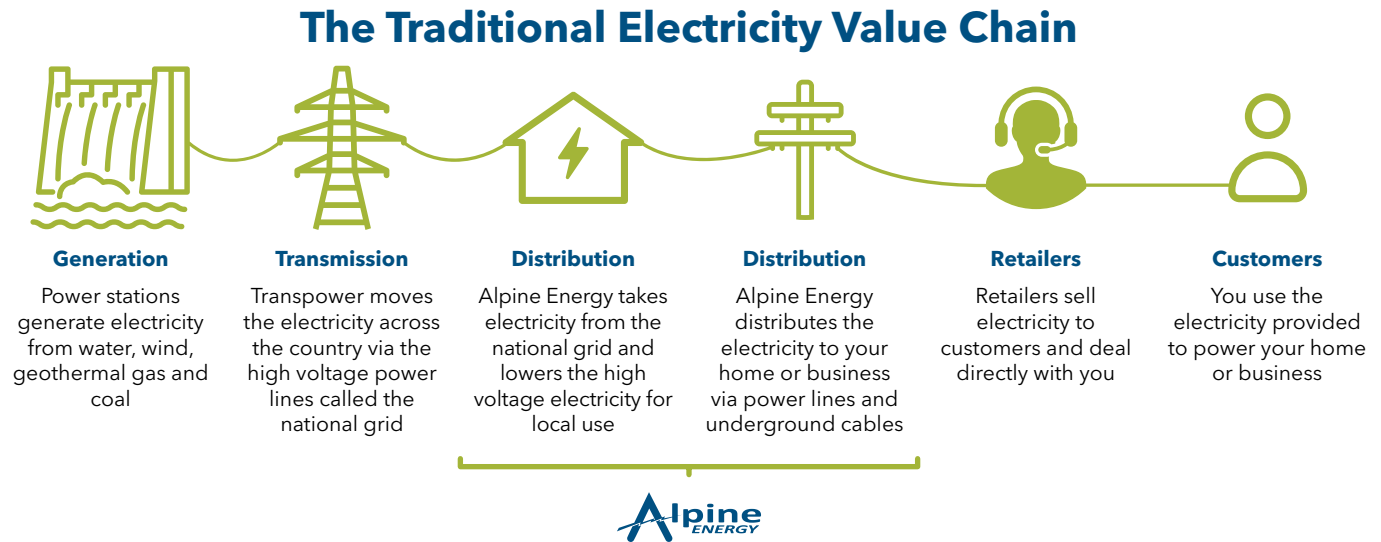 The Traditional Electricity Value Chain
Generation
Power stations
generate electricity
from water, wind,
geothermal gas and
coal
Transmission
Transpower moves
the electricity across
the country via the
high voltage power
lines called the
national grid
Distribution
Alpine Energy takes
electricity from the
national grid and
lowers the high
voltage electricity for
local use
Distribution
Alpine Energy
distributes the
electricity to your
home or business
via power lines and
underground cables
Retailers
Retailers sell
electricity to
customers and deal
directly with you
Customers
You use the
electricity provided
to power your home
or business
Alpine
ENERGY